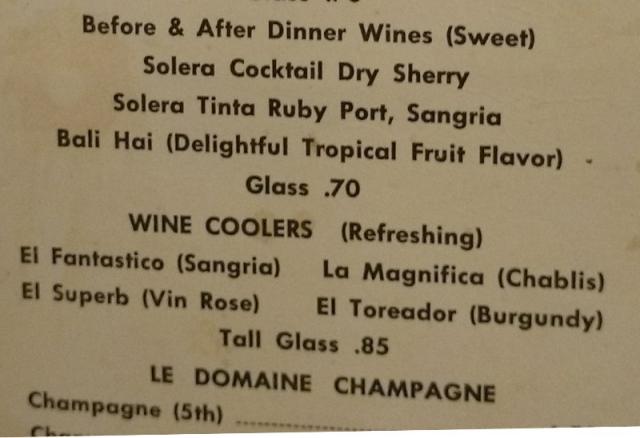 Before & After Dinner Wines (Sweet)
Solera Cocktail Dry Sherry
Solera Tinta Ruby Port, Sangria
Bali Hai (Delightful Tropical Fruit Flavor)
Glass .70
WINE COOLERS (Refreshing)
El Fantastico (Sangria) La Magnifica (Chablis)
El Superb (Vin Rose) El Toreador (Burgundy)
Tall Glass .85
LE DOMAINE CHAMPAGNE
Champagne (5th)